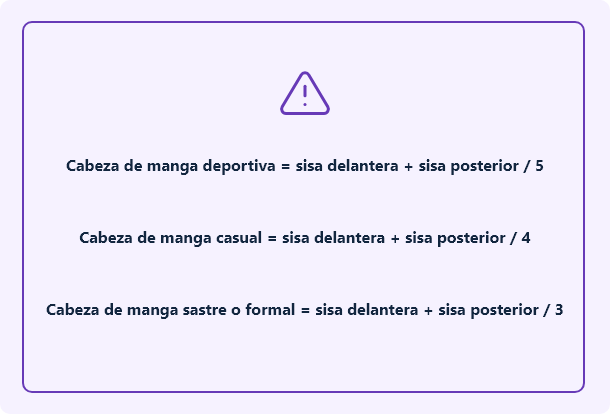 Cabeza de manga deportiva = sisa delantera + sisa posterior / 5
Cabeza de manga casual = sisa delantera + sisa posterior / 4
Cabeza de manga sastre o formal = sisa delantera + sisa posterior / 3